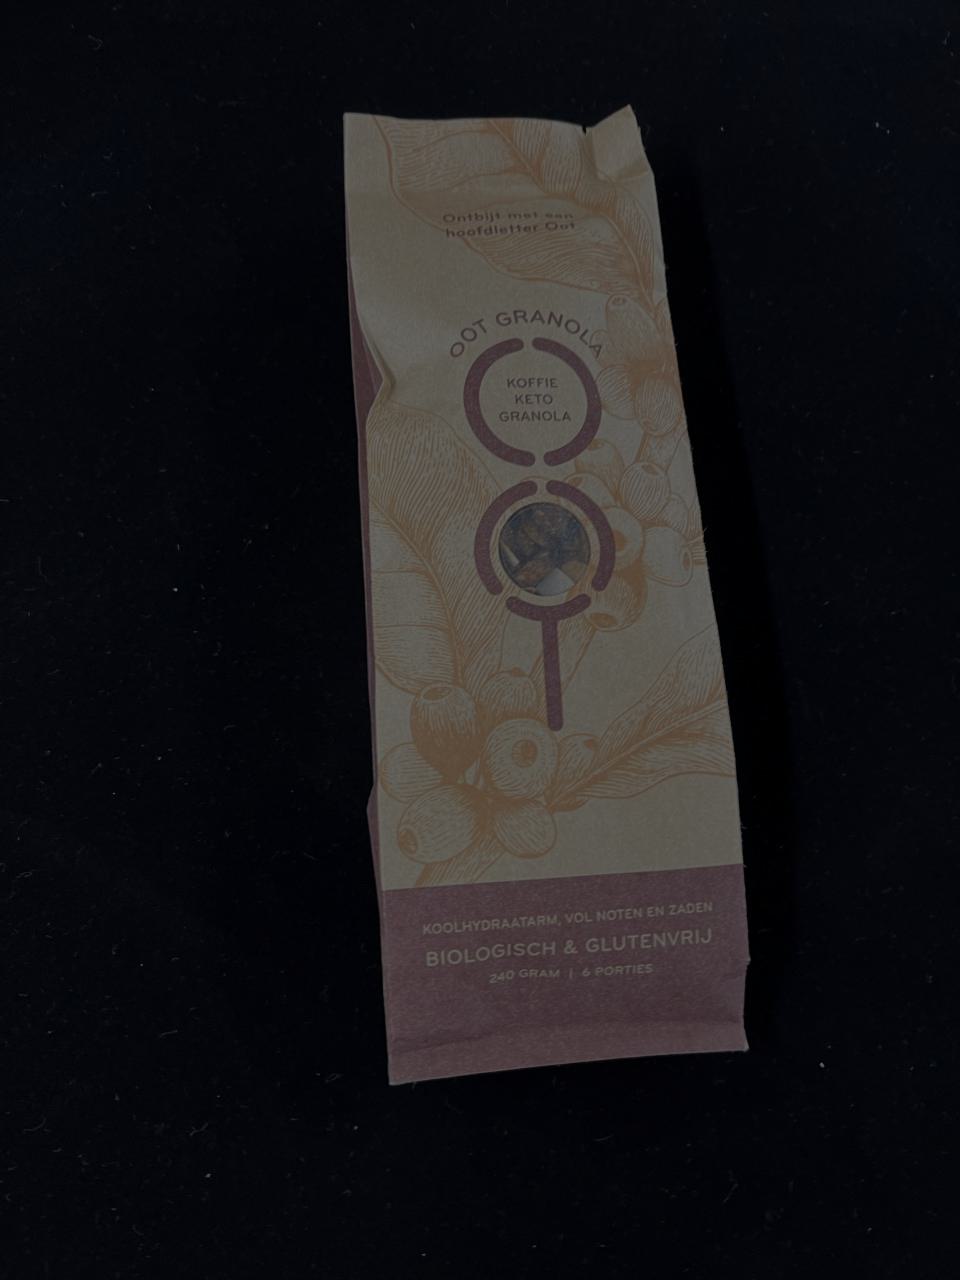 Ontbijt met een
hoofdletter Oot
OOT GRANOLA
KOFFIE
KETO
GRANOLA
OOT
KOOLHYDRAATARM, VOL NOTEN EN ZADEN
BIOLOGISCH & GLUTENVRIJ
240 GRAM | 6 PORTIES